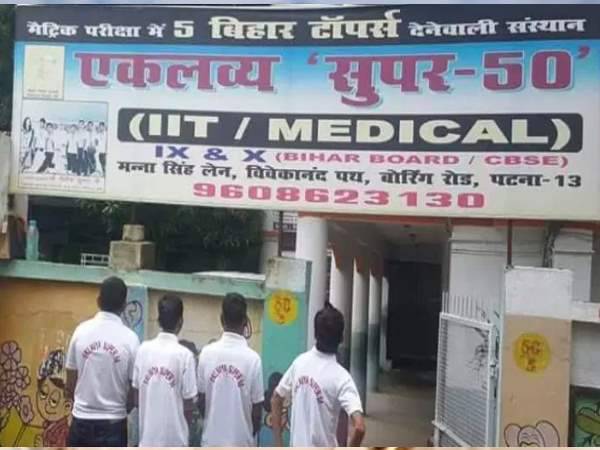 मैट्रिक परीक्षा में 5 बिहार टॉपर्स देनेवाली संस्थान
एकलव्य 'सुपर-50'
(IIT / MEDICAL)
IX & X (BIHAR BOARD / CBSE)
मन्ना सिंह लेन, विवेकानंद पथ, बोरिंग रोड, पटना-13
9608623130